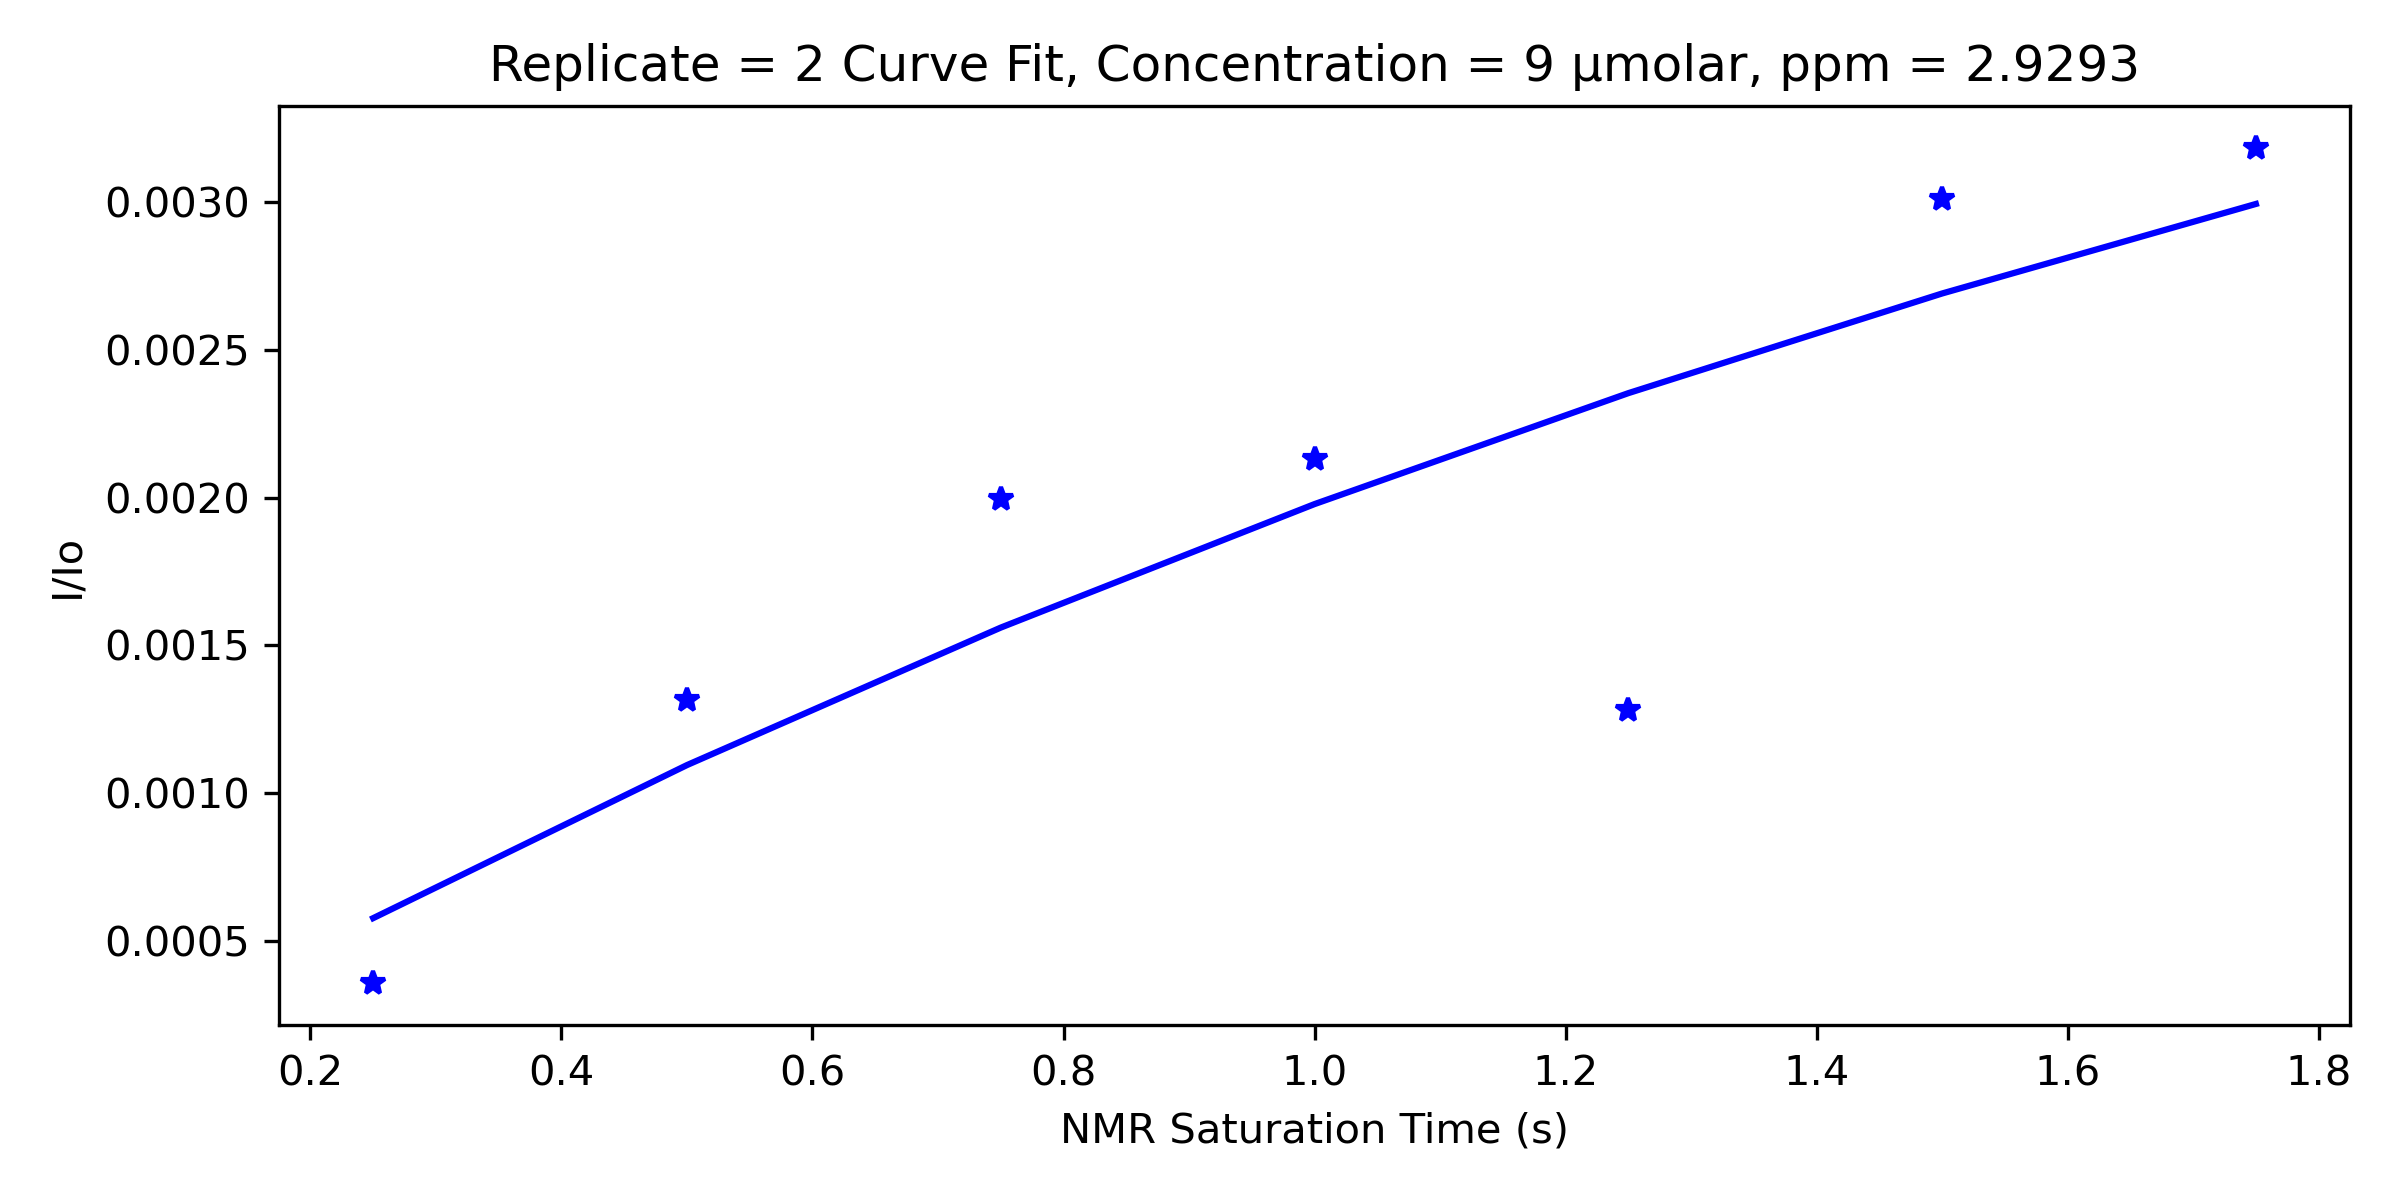 Replicate = 2 Curve Fit, Concentration = 9 μmolar, ppm = 2.9293
0.0030
0.0025
0.0020
0.0015
0.0010
0.0005
I/Io
0.2 0.4 0.6 0.8 1.0 1.2 1.4 1.6 1.8
NMR Saturation Time (s)